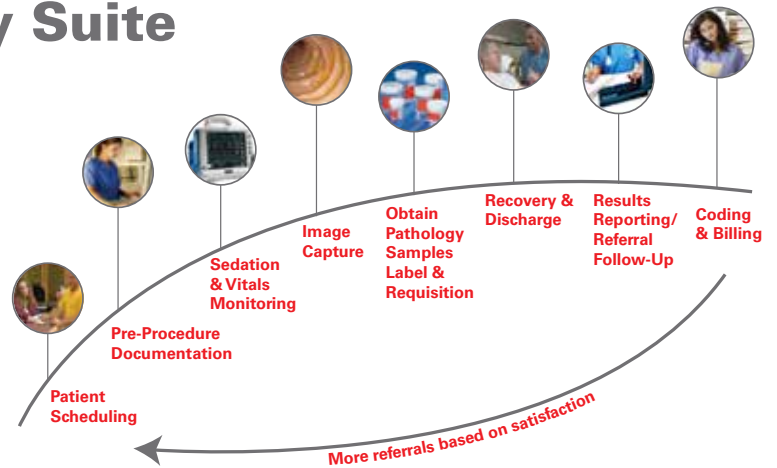 Suite
Patient
Scheduling
Pre-Procedure
Documentation
Sedation
& Vitals
Monitoring
Image
Capture
Obtain
Pathology
Samples
Label &
Requisition
Recovery &
Discharge
Results
Reporting/
Referral
Follow-Up
Coding
& Billing
More referrals based on satisfaction